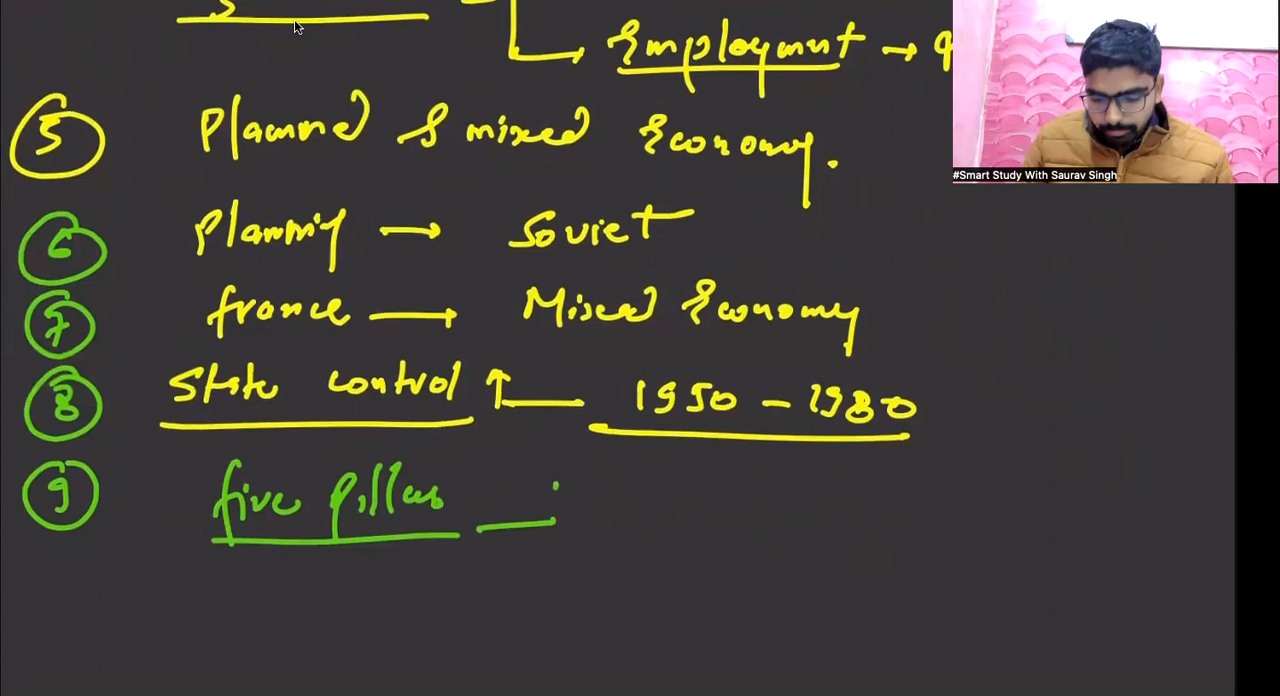 Employment →
5 Planned & mixed Economy.
#Smart Study With Saurav Singh
6 Planning → Soviet
7 france → Mixed Economy
8 State control ↑ 1950 - 1980
9 five pillars